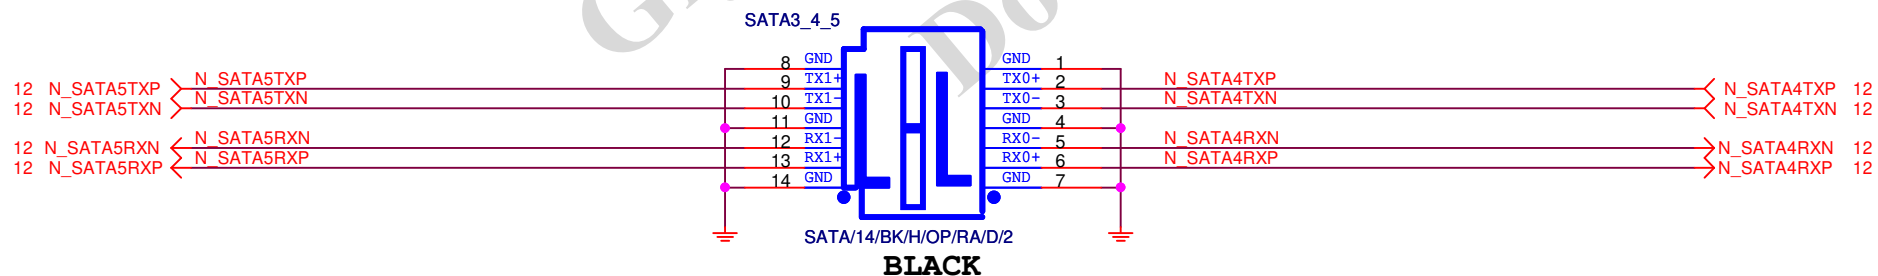 SATA3_4_5
8 GND GND 1
12 N_SATA5TXP N_SATA5TXP 9 TX1+ TX0+ 2 N_SATA4TXP N_SATA4TXP 12
12 N_SATA5TXN N_SATA5TXN 10 TX1- TX0- 3 N_SATA4TXN N_SATA4TXN 12
11 GND GND 4
12 N_SATA5RXN N_SATA5RXN 12 RX1- RX0- 5 N_SATA4RXN N_SATA4RXN 12
12 N_SATA5RXP N_SATA5RXP 13 RX1+ RX0+ 6 N_SATA4RXP N_SATA4RXP 12
14 GND GND 7
SATA/14/BK/H/OP/RA/D/2
BLACK